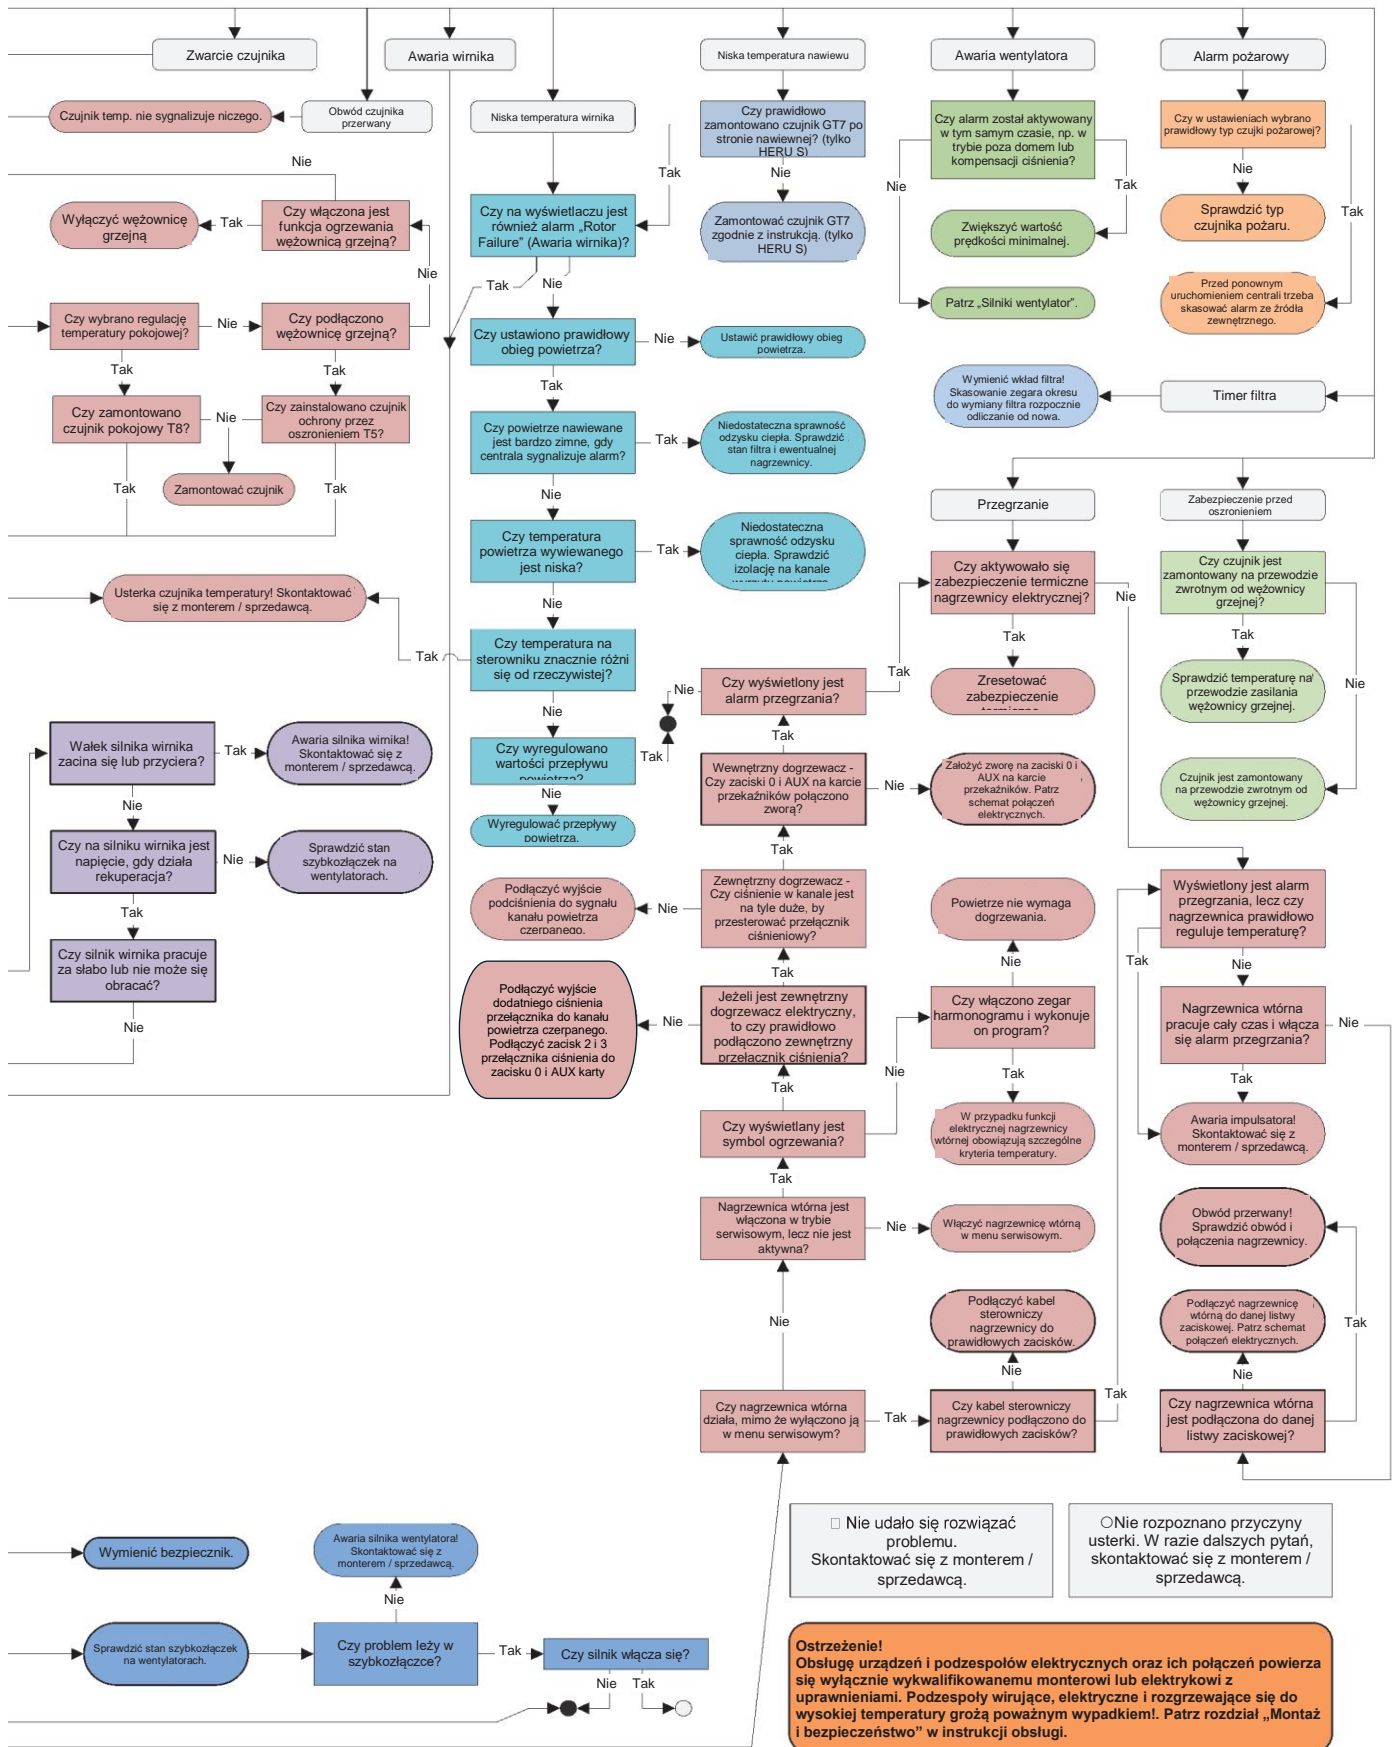 Zwarcie czujnika
Awaria wirnika
Niska temperatura nawiewu
Awaria wentylatora
Alarm pożarowy
Czujnik temp. nie sygnalizuje niczego.
Obwód czujnika
przerwany
Niska temperatura wirnika
Czy prawidłowo
zamontowano czujnik GT7 po
stronie nawiewnej? (tylko
HERU S)
Czy alarm został aktywowany
w tym samym czasie, np. w
trybie poza domem lub
kompensacji ciśnienia?
Czy w ustawieniach wybrano
prawidłowy typ czujki pożarowej?
Nie
Tak
Nie
Nie
Tak
Nie
Tak
Wyłączyć wężownicę
grzejną
Tak
Czy włączona jest
funkcja ogrzewania
wężownicą grzejną?
Czy na wyświetlaczu jest
również alarm „Rotor
Failure” (Awaria wirnika)?
Zamontować czujnik GT7
zgodnie z instrukcją. (tylko
HERU S)
Zwiększyć wartość
prędkości minimalnej.
Sprawdzić typ
czujnika pożaru.
Nie
Tak
Nie
Patrz „Silniki wentylator”.
Przed ponownym
uruchomieniem centrali trzeba
skasować alarm ze źródła
zewnętrznego.
Czy wybrano regulację
temperatury pokojowej?
Nie
Czy podłączono
wężownicę grzejną?
Czy ustawiono prawidłowy
obieg powietrza?
Nie
Ustawić prawidłowy obieg
powietrza.
Tak
Tak
Tak
Wymienić wkład filtra!
Skasowanie zegara okresu
do wymiany filtra rozpocznie
odliczanie od nowa.
Timer filtra
Czy zamontowano
czujnik pokojowy T8?
Nie
Czy zainstalowano czujnik
ochrony przez
oszronieniem T5?
Czy powietrze nawiewane
jest bardzo zimne, gdy
centrala sygnalizuje alarm?
Tak
Niedostateczna sprawność
odzysku ciepła. Sprawdzić
stan filtra i ewentualnej
nagrzewnicy.
Tak
Zamontować czujnik
Tak
Nie
Przegrzanie
Zabezpieczenie przed
oszronieniem
Czy temperatura
powietrza wywiewanego
jest niska?
Tak
Niedostateczna
sprawność odzysku
ciepła. Sprawdzić
izolację na kanale
wyrzutu powietrza
Czy aktywowało się
zabezpieczenie termiczne
nagrzewnicy elektrycznej?
Nie
Czy czujnik jest
zamontowany na przewodzie
zwrotnym od wężownicy
grzejnej?
Usterka czujnika temperatury! Skontaktować
się z monterem / sprzedawcą.
Nie
Tak
Tak
Tak
Czy temperatura na
sterowniku znacznie różni
się od rzeczywistej?
Nie
Czy wyświetlony jest
alarm przegrzania?
Tak
Zresetować
zabezpieczenie
termiczne
Sprawdzić temperaturę na
przewodzie zasilania
wężownicy grzejnej.
Nie
Nie
Tak
Tak
Wałek silnika wirnika
zacina się lub przyciera?
Tak
Awaria silnika wirnika!
Skontaktować się z
monterem / sprzedawcą.
Czy wyregulowano
wartości przepływu
powietrza?
Wewnętrzny dogrzewacz -
Czy zaciski 0 i AUX na karcie
przekaźników połączono
zworą?
Nie
Założyć zworę na zaciski 0 i
AUX na karcie
przekaźników. Patrz
schemat połączeń
elektrycznych.
Czujnik jest zamontowany
na przewodzie zwrotnym od
wężownicy grzejnej.
Nie
Nie
Wyregulować przepływy
powietrza.
Tak
Czy na silniku wirnika jest
napięcie, gdy działa
rekuperacja?
Nie
Sprawdzić stan
szybkozłączek na
wentylatorach.
Tak
Podłączyć wyjście
podciśnienia do sygnału
kanału powietrza
czerpanego.
Nie
Zewnętrzny dogrzewacz -
Czy ciśnienie w kanale jest
na tyle duże, by
przesterować przełącznik
ciśnieniowy?
Powietrze nie wymaga
dogrzewania.
Wyświetlony jest alarm
przegrzania, lecz czy
nagrzewnica prawidłowo
reguluje temperaturę?
Czy silnik wirnika pracuje
za słabo lub nie może się
obracać?
Tak
Nie
Tak
Nie
Nie
Podłączyć wyjście
dodatniego ciśnienia
przełącznika do kanału
powietrza czerpanego.
Podłączyć zacisk 2 i 3
przełącznika ciśnienia do
zacisku 0 i AUX karty
Nie
Jeżeli jest zewnętrzny
dogrzewacz elektryczny,
to czy prawidłowo
podłączono zewnętrzny
przełącznik ciśnienia?
Czy włączono zegar
harmonogramu i wykonuje
on program?
Nagrzewnica wtórna
pracuje cały czas i włącza
się alarm przegrzania?
Nie
Tak
Nie
Tak
Tak
Czy wyświetlany jest
symbol ogrzewania?
W przypadku funkcji
elektrycznej nagrzewnicy
wtórnej obowiązują szczególne
kryteria temperatury.
Awaria impulsatora!
Skontaktować się z
monterem / sprzedawcą.
Tak
Nagrzewnica wtórna jest
włączona w trybie
serwisowym, lecz nie jest
aktywna?
Nie
Włączyć nagrzewnicę wtórną
w menu serwisowym.
Obwód przerwany!
Sprawdzić obwód i
połączenia nagrzewnicy.
Nie
Podłączyć kabel
sterowniczy
nagrzewnicy do
prawidłowych zacisków.
Podłączyć nagrzewnicę
wtórną do danej listwy
zaciskowej. Patrz schemat
połączeń elektrycznych.
Tak
Nie
Nie
Czy nagrzewnica wtórna
działa, mimo że wyłączono ją
w menu serwisowym?
Tak
Czy kabel sterowniczy
nagrzewnicy podłączono do
prawidłowych zacisków?
Tak
Czy nagrzewnica wtórna
jest podłączona do danej
listwy zaciskowej?
□ Nie udało się rozwiązać
problemu.
Skontaktować się z monterem /
sprzedawcą.
○Nie rozpoznano przyczyny
usterki. W razie dalszych pytań,
skontaktować się z monterem /
sprzedawcą.
Wymienić bezpiecznik.
Awaria silnika wentylatora!
Skontaktować się z
monterem / sprzedawcą.
Nie
Sprawdzić stan szybkozłączek
na wentylatorach.
Czy problem leży w
szybkozłączce?
Tak
Czy silnik włącza się?
Nie
Tak
Ostrzeżenie!
Obsługę urządzeń i podzespołów elektrycznych oraz ich połączeń powierza
się wyłącznie wykwalifikowanemu monterowi lub elektrykowi z
uprawnieniami. Podzespoły wirujące, elektryczne i rozgrzewające się do
wysokiej temperatury grożą poważnym wypadkiem!. Patrz rozdział „Montaż
i bezpieczeństwo” w instrukcji obsługi.